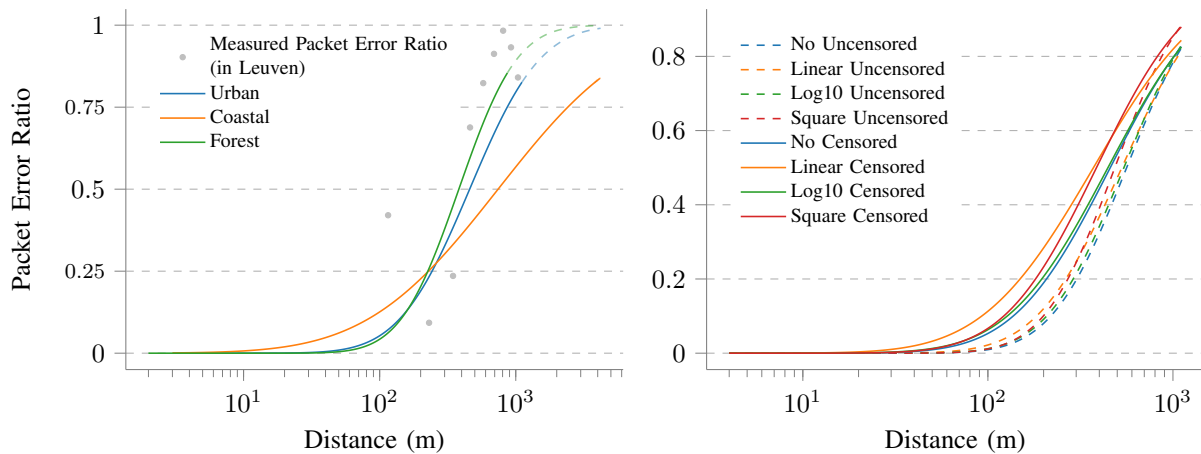 Packet Error Ratio
1
0.75
0.5
0.25
0
Measured Packet Error Ratio
(in Leuven)
Urban
Coastal
Forest
10^1
10^2
10^3
Distance (m)
0.8
0.6
0.4
0.2
0
No Uncensored
Linear Uncensored
Log10 Uncensored
Square Uncensored
No Censored
Linear Censored
Log10 Censored
Square Censored
10^1
10^2
10^3
Distance (m)